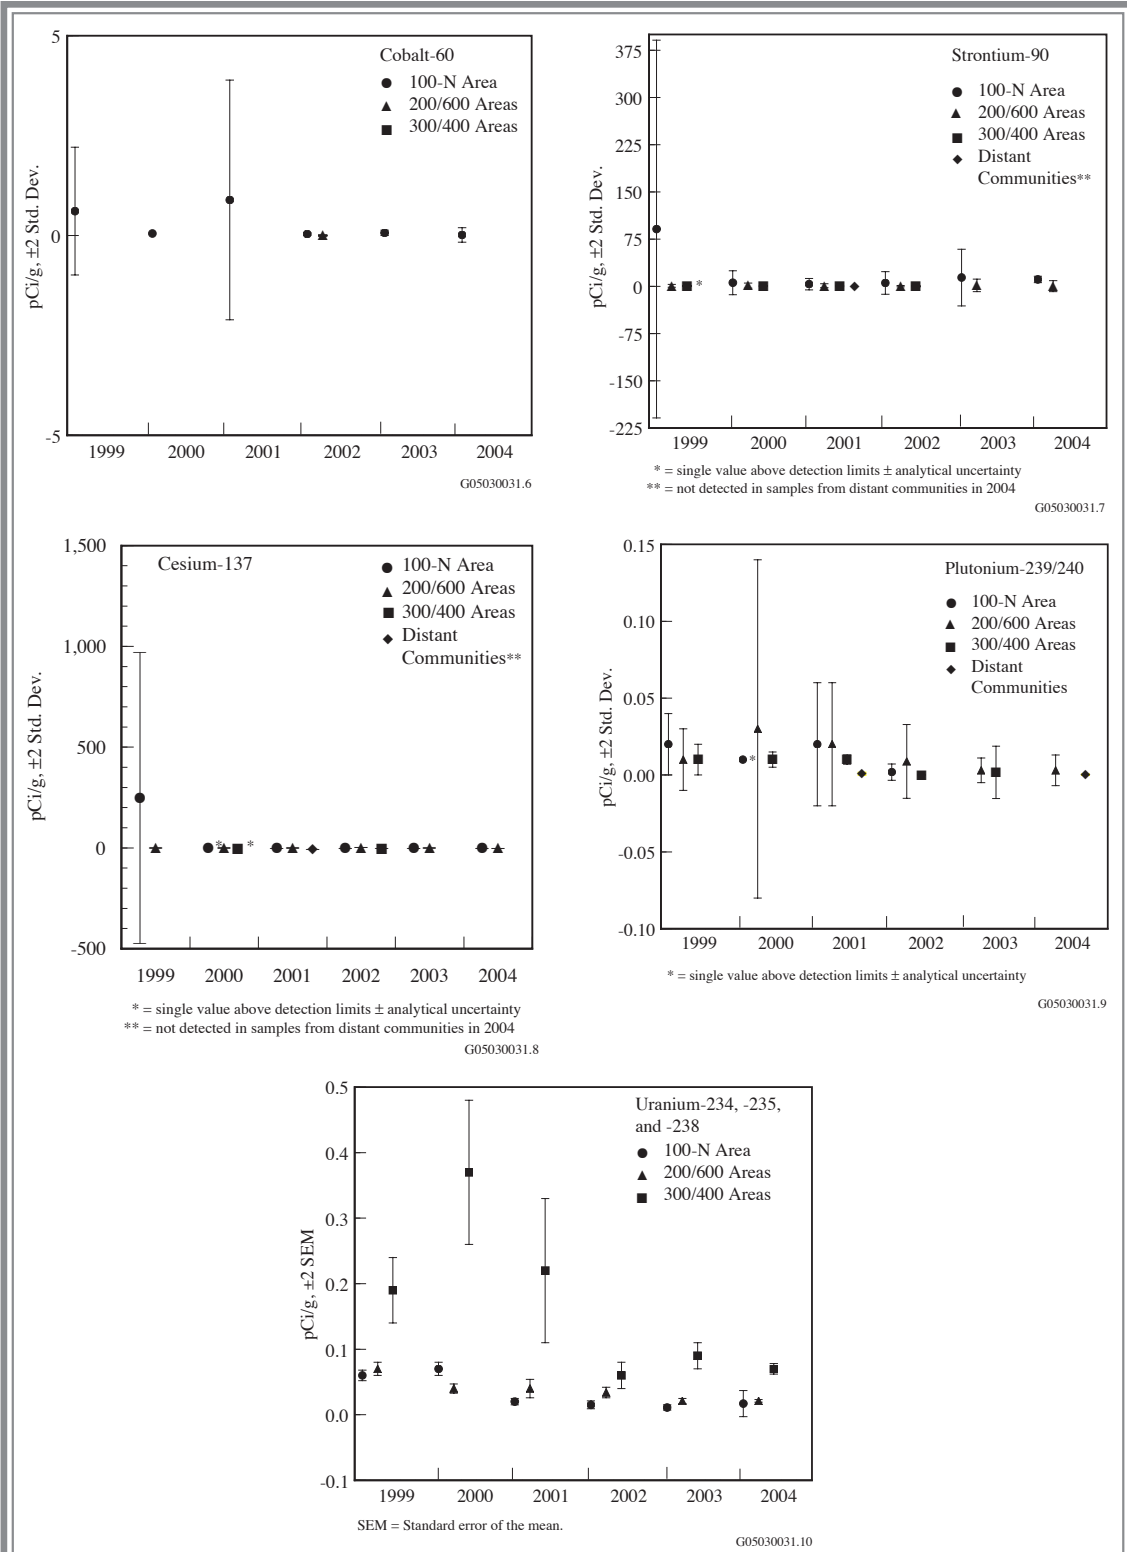 5
Cobalt-60
100-N Area
200/600 Areas
300/400 Areas
pCi/g, ±2 Std. Dev.
0
-5
1999 2000 2001 2002 2003 2004
G05030031.6
375
Strontium-90
300
100-N Area
200/600 Areas
225
300/400 Areas
Distant
Communities**
150
pCi/g, ±2 Std. Dev.
75
*
0
-75
-150
-225
1999 2000 2001 2002 2003 2004
* = single value above detection limits ± analytical uncertainty
** = not detected in samples from distant communities in 2004
G05030031.7
1,500
Cesium-137
100-N Area
200/600 Areas
300/400 Areas
Distant
Communities**
1,000
pCi/g, ±2 Std. Dev.
500
* *
0
-500
1999 2000 2001 2002 2003 2004
* = single value above detection limits ± analytical uncertainty
** = not detected in samples from distant communities in 2004
G05030031.8
0.15
Plutonium-239/240
100-N Area
0.10
200/600 Areas
300/400 Areas
Distant
Communities
0.05
pCi/g, ±2 Std. Dev.
*
0.00
-0.05
-0.10
1999 2000 2001 2002 2003 2004
* = single value above detection limits ± analytical uncertainty
G05030031.9
0.5
Uranium-234, -235,
and -238
100-N Area
0.4
200/600 Areas
300/400 Areas
0.3
pCi/g, ±2 SEM
0.2
0.1
0.0
-0.1
1999 2000 2001 2002 2003 2004
SEM = Standard error of the mean.
G05030031.10